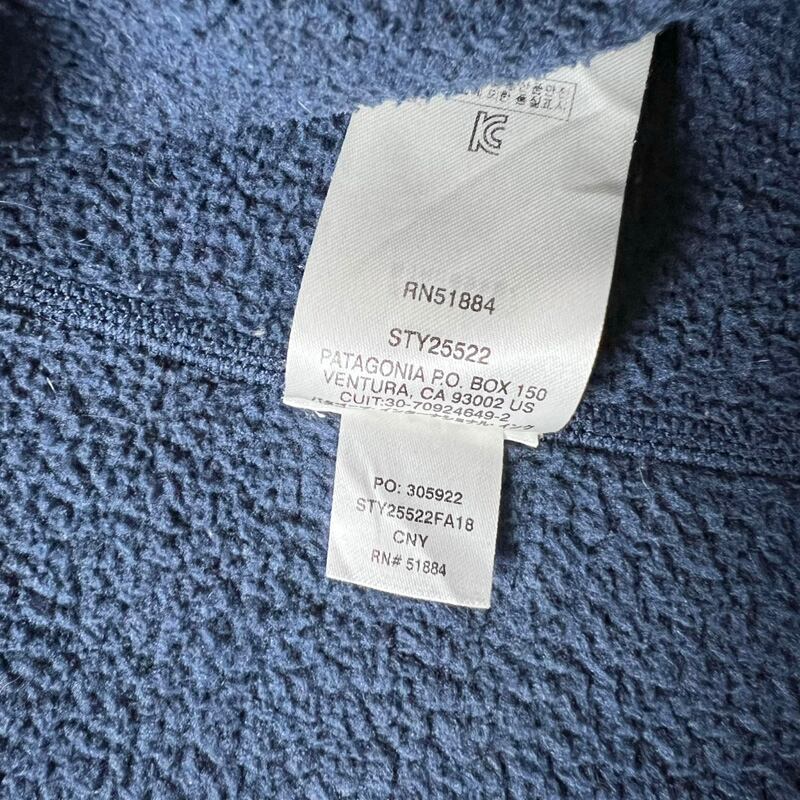 RN51884
STY25522
PATAGONIA P.O. BOX 150
VENTURA, CA 93002 US
CUIT:30-70924649-2
PO: 305922
STY25522FA18
CNY
RN# 51884